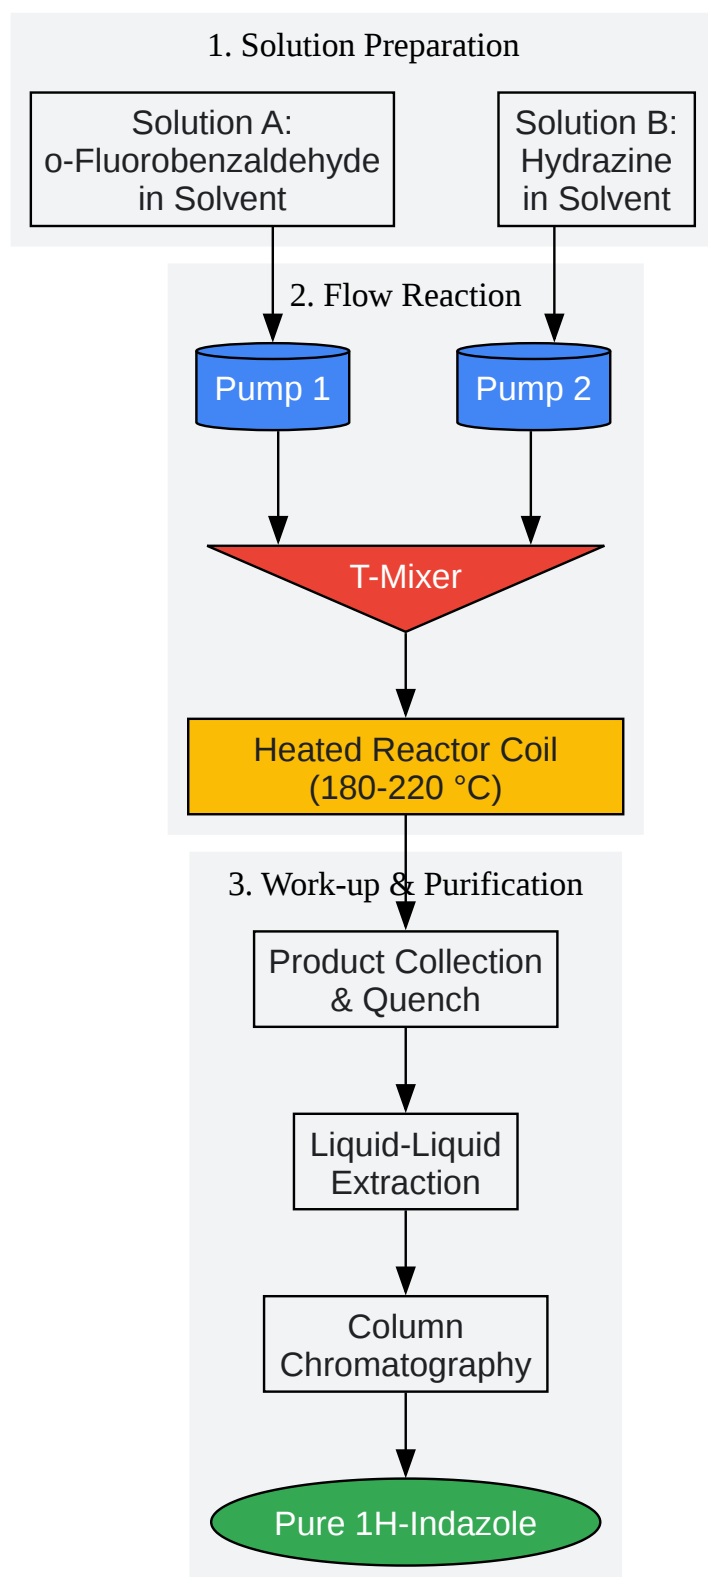 1. Solution Preparation
Solution A:
o-Fluorobenzaldehyde
in Solvent
Solution B:
Hydrazine
in Solvent
2. Flow Reaction
Pump 1
Pump 2
T-Mixer
Heated Reactor Coil
(180-220 °C)
3. Work-up & Purification
Product Collection
& Quench
Liquid-Liquid
Extraction
Column
Chromatography
Pure 1H-Indazole